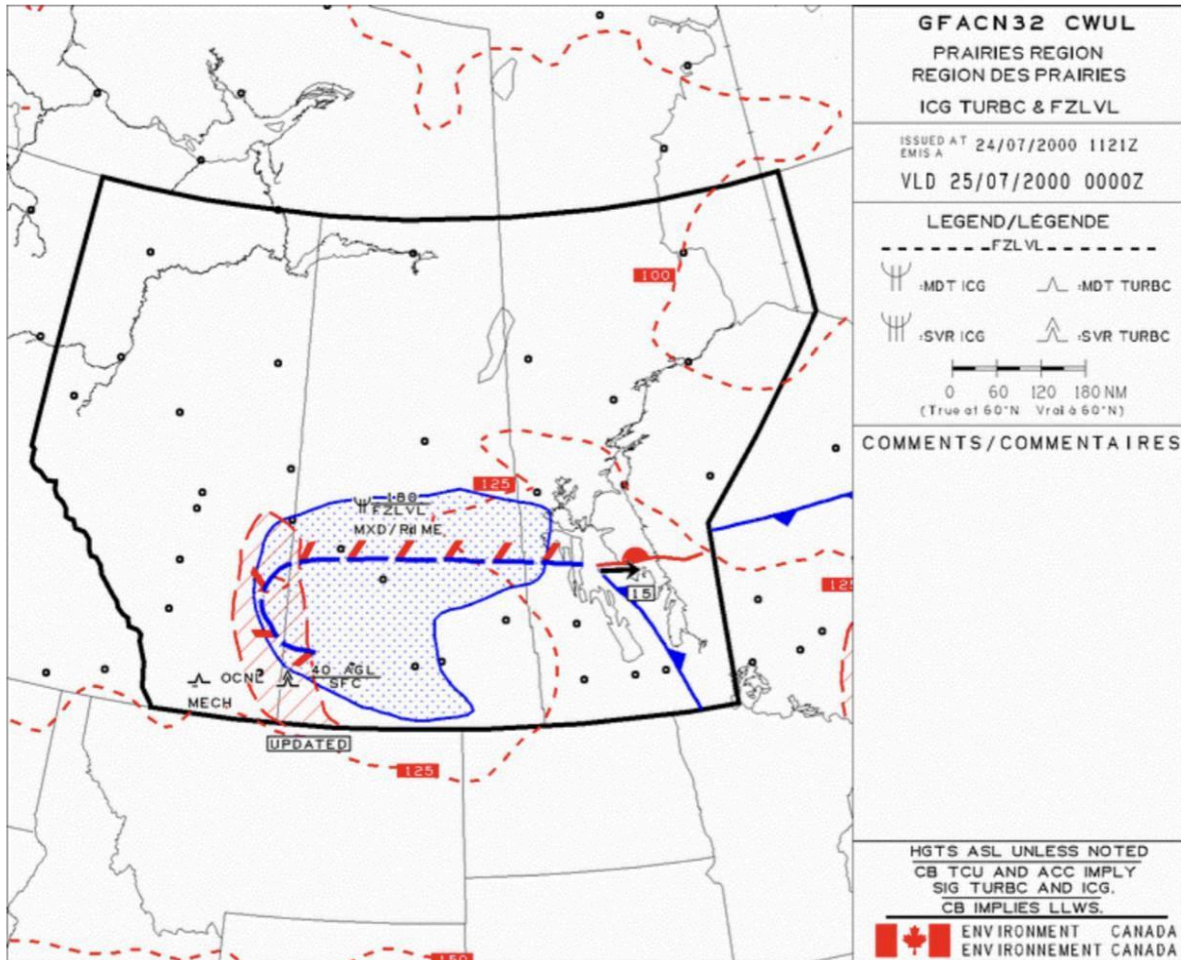 GFACN32 CWUL
PRAIRIES REGION
REGION DES PRAIRIES
ICG TURBC & FZLVL
ISSUED AT 24/07/2000 1121Z
EMIS A
VLD 25/07/2000 0000Z
LEGEND/LÉGENDE
FZLVL
:MDT ICG
:MDT TURBC
:SVR ICG
:SVR TURBC
0 60 120 180 NM
(True at 60°N Vrai à 60°N)
COMMENTS/COMMENTAIRES
100
125
180
FZLVL
MXD/
ME
125
15
OCNL
40 AGL
SFC
MECH
UPDATED
125
150
HGTS ASL UNLESS NOTED
CB TCU AND ACC IMPLY
SIG TURBC AND ICG.
CB IMPLIES LLWS.
ENVIRONMENT CANADA
ENVIRONNEMENT CANADA